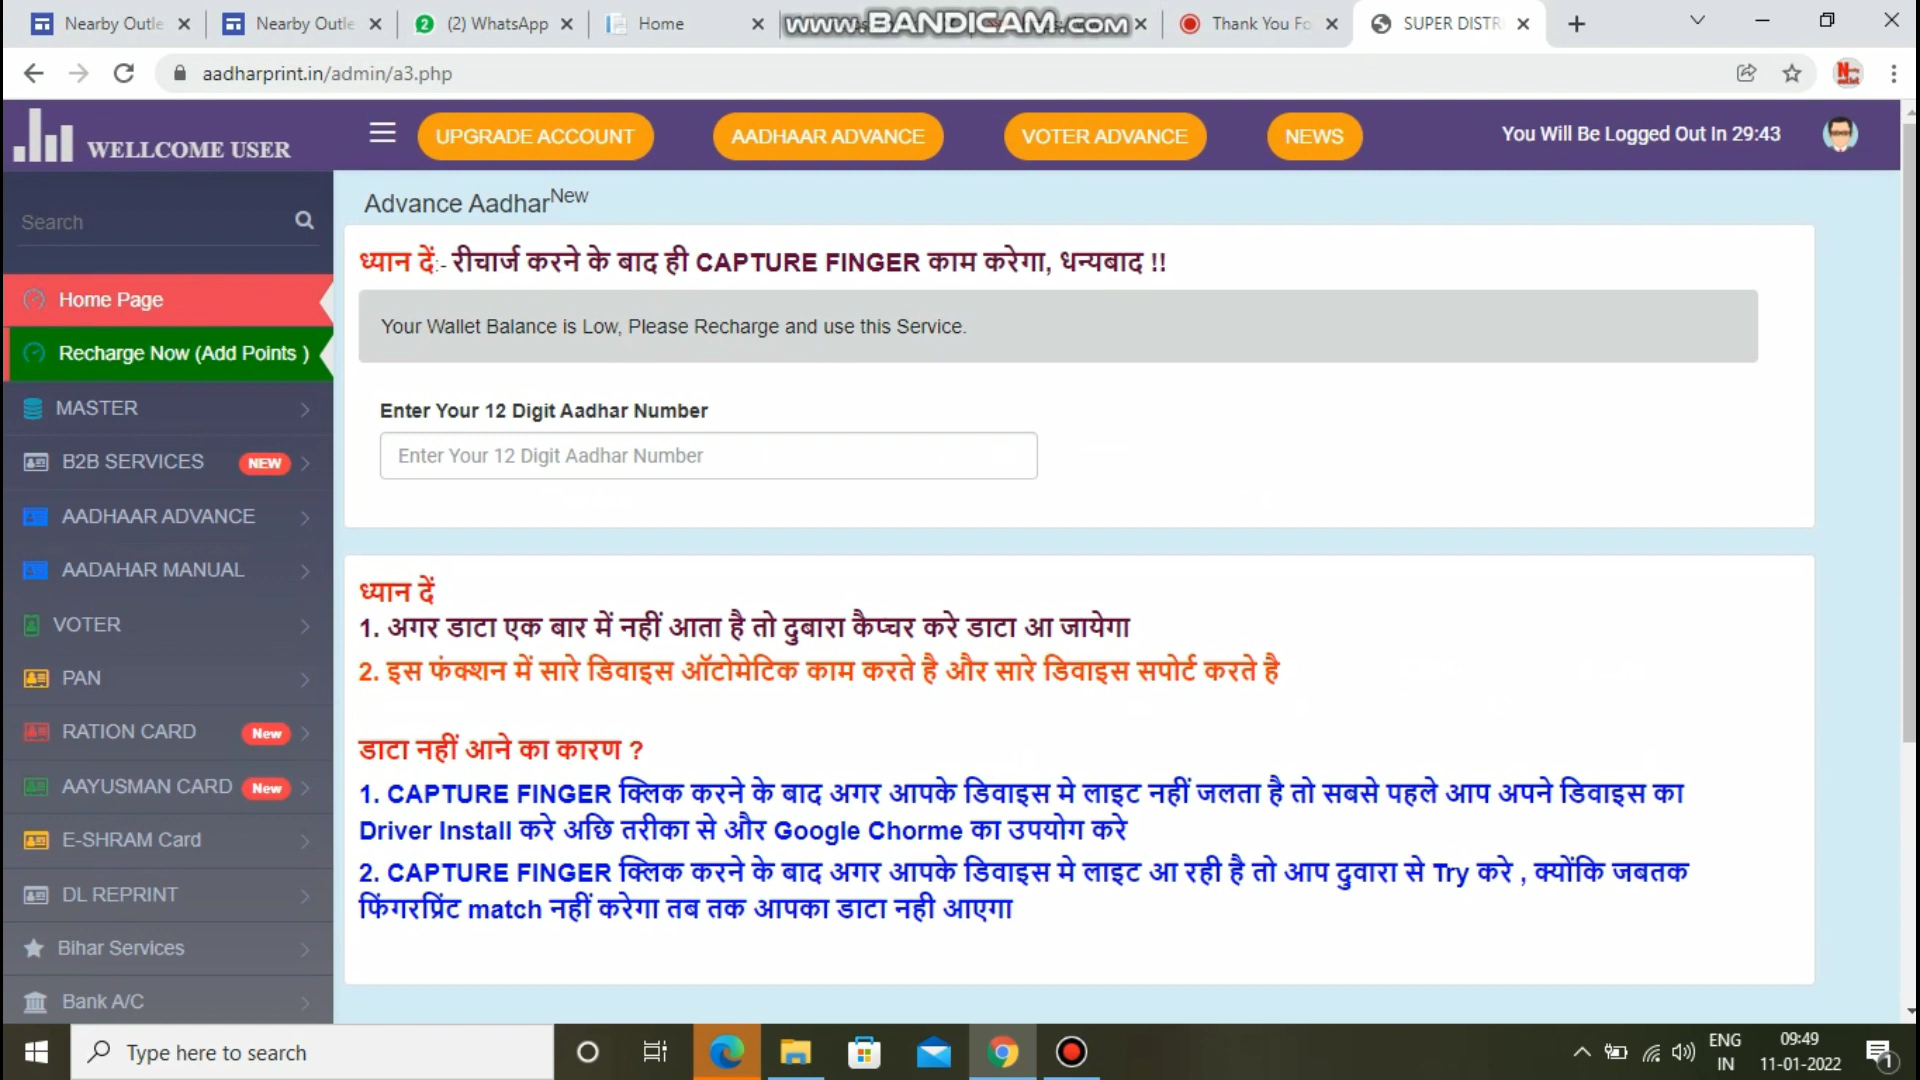 Nearby Outle
Nearby Outle
(2) WhatsApp
Home
www.BANDICAM.com
Thank You Fo
SUPER DISTR
aadharprint.in/admin/a3.php
WELLCOME USER
UPGRADE ACCOUNT
AADHAAR ADVANCE
VOTER ADVANCE
NEWS
You Will Be Logged Out In 29:43
Search
Home Page
Recharge Now (Add Points )
MASTER
B2B SERVICES NEW
AADHAAR ADVANCE
AADAHAR MANUAL
VOTER
PAN
RATION CARD New
AAYUSMAN CARD New
E-SHRAM Card
DL REPRINT
Bihar Services
Bank A/C
Advance Aadhar New
ध्यान दें:- रीचार्ज करने के बाद ही CAPTURE FINGER काम करेगा, धन्यबाद !!
Your Wallet Balance is Low, Please Recharge and use this Service.
Enter Your 12 Digit Aadhar Number
Enter Your 12 Digit Aadhar Number
ध्यान दें
1. अगर डाटा एक बार में नहीं आता है तो दुबारा कैप्चर करे डाटा आ जायेगा
2. इस फंक्शन में सारे डिवाइस ऑटोमेटिक काम करते है और सारे डिवाइस सपोर्ट करते है
डाटा नहीं आने का कारण ?
1. CAPTURE FINGER क्लिक करने के बाद अगर आपके डिवाइस मे लाइट नहीं जलता है तो सबसे पहले आप अपने डिवाइस का
Driver Install करे अछि तरीका से और Google Chorme का उपयोग करे
2. CAPTURE FINGER क्लिक करने के बाद अगर आपके डिवाइस मे लाइट आ रही है तो आप दुवारा से Try करे , क्योंकि जबतक
फिंगरप्रिंट match नहीं करेगा तब तक आपका डाटा नही आएगा
Type here to search
ENG
IN
09:49
11-01-2022
1